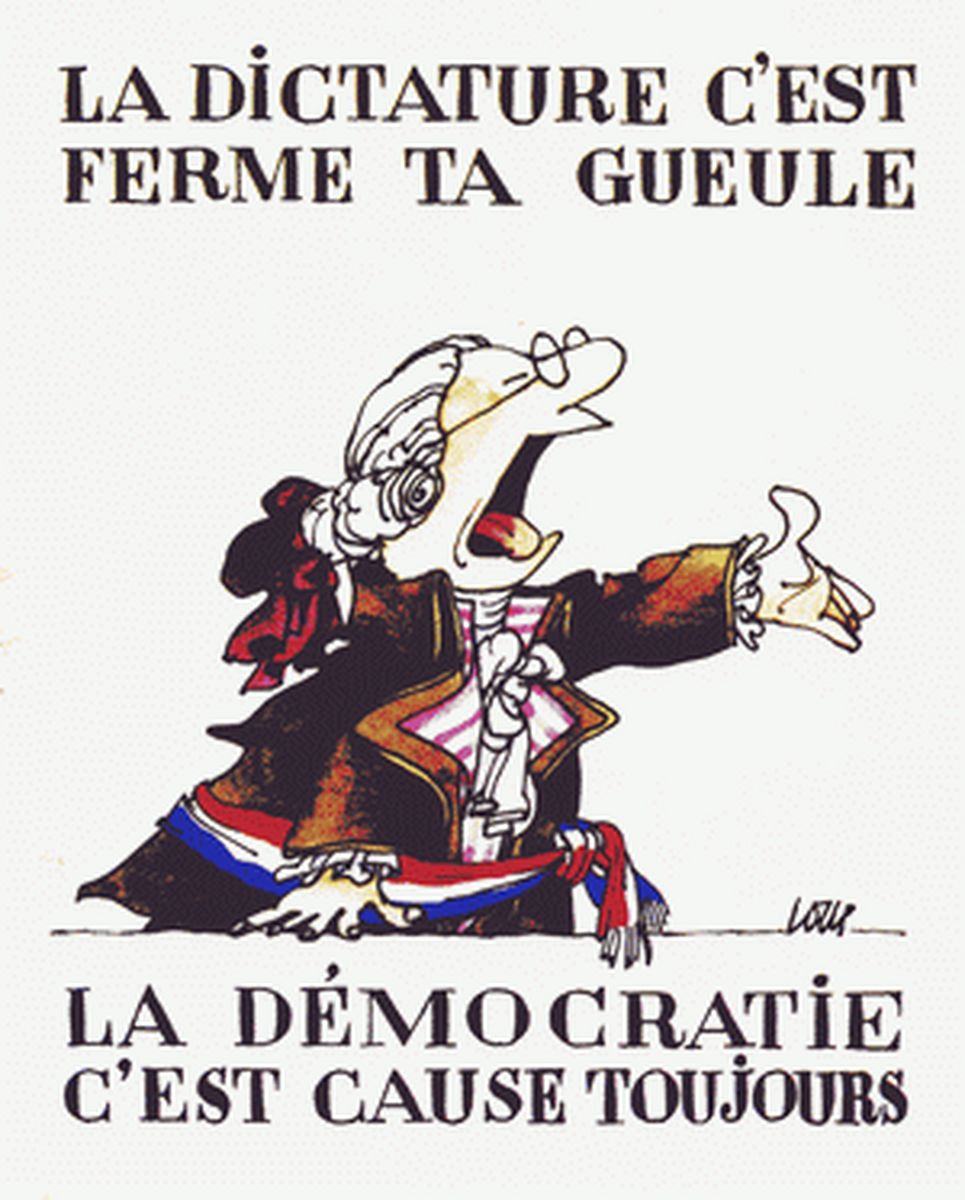 LA DICTATURE C'EST
FERME TA GUEULE
LOUP
LA DÉMOCRATIE
C'EST CAUSE TOUJOURS